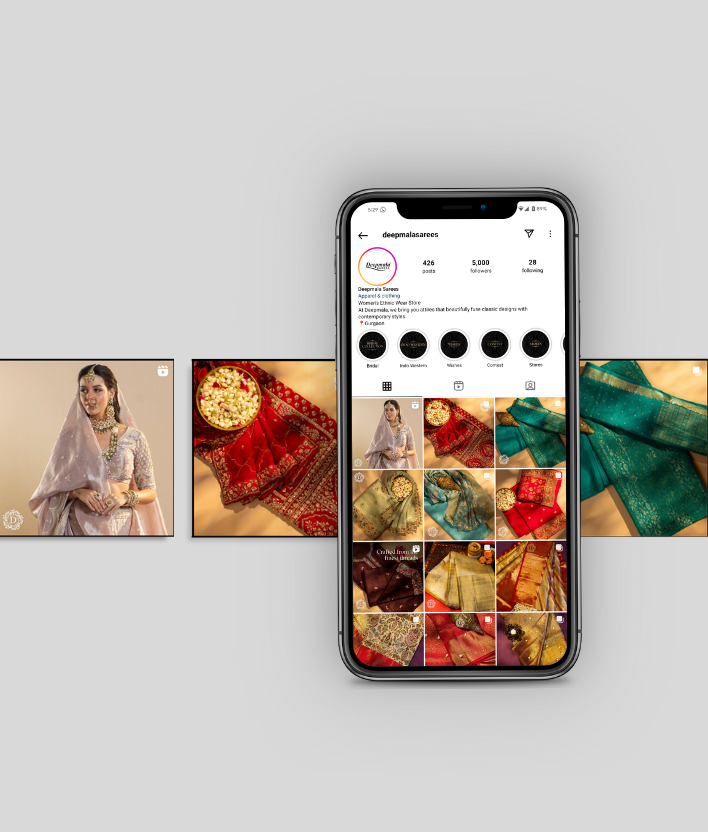 5:29
89%
deepmalasarees
Deepmala
426
5,000
28
posts
followers
following
Deepmala Sarees
Apparel & clothing
Women's Ethnic Wear Store
At Deepmala, we bring you attires that beautifully fuse classic designs with
contemporary styles.
📍Gurgaon
Bridal
Indo Western
Wishes
Contest
Stores
Crafted from
finest threads
D